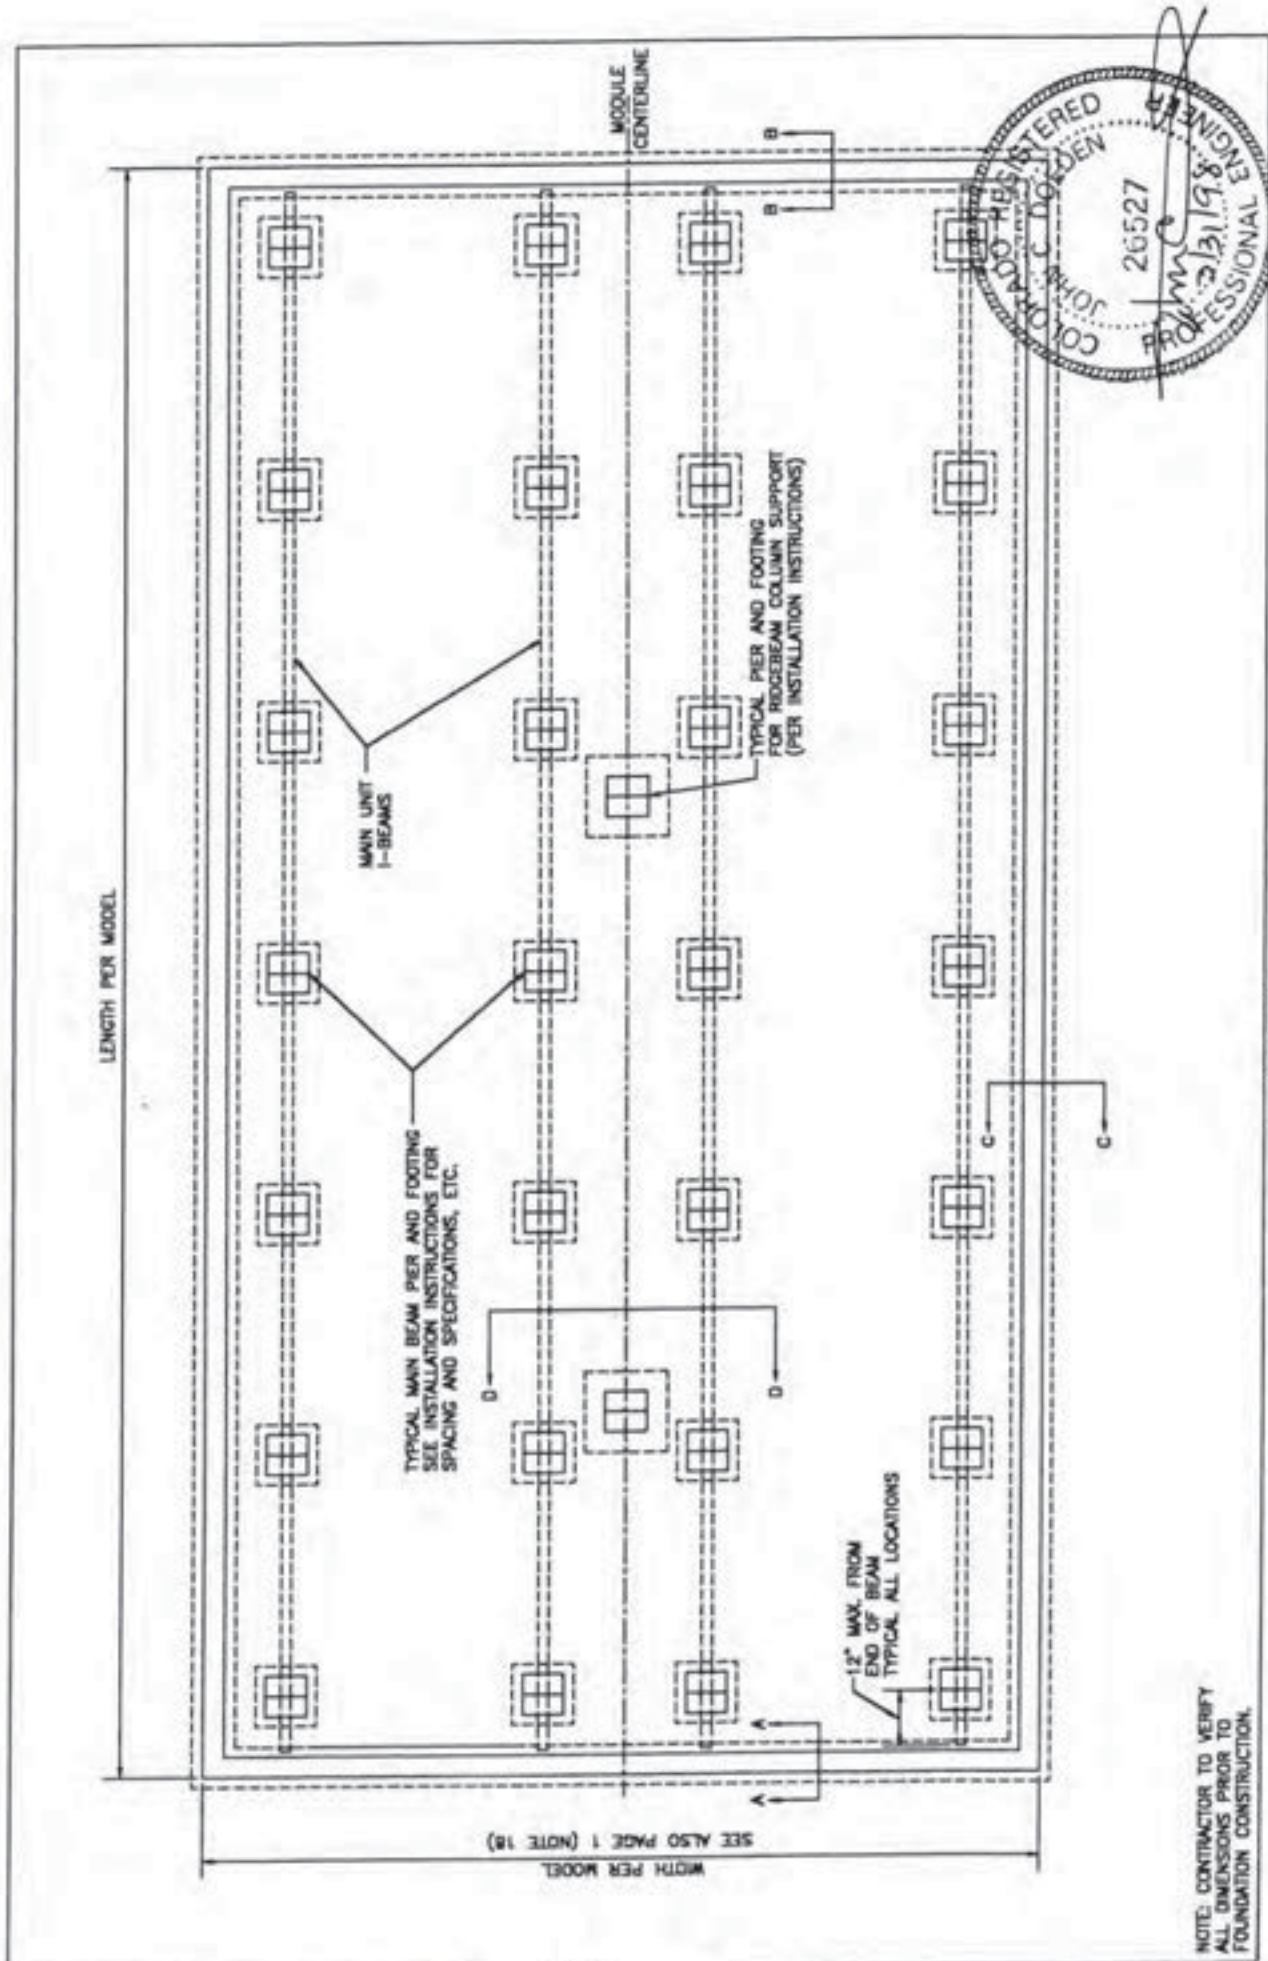 LENGTH PER MODEL
WIDTH PER MODEL
SEE ALSO PAGE 1 (NOTE 18)
MAIN UNIT
I-BEAMS
TYPICAL MAIN BEAM PIER AND FOOTING
SEE INSTALLATION INSTRUCTIONS FOR
SPACING AND SPECIFICATIONS, ETC.
MODULE
CENTERLINE
TYPICAL PIER AND FOOTING
FOR RIDGEBEAM COLUMN SUPPORT
(PER INSTALLATION INSTRUCTIONS)
D
D
B
B
A
A
12" MAX. FROM
END OF BEAM
TYPICAL ALL LOCATIONS
C
C
COLORADO REGISTERED
JOHN C. DOLDEN
26527
PROFESSIONAL ENGINEER
NOTE: CONTRACTOR TO VERIFY
ALL DIMENSIONS PRIOR TO
FOUNDATION CONSTRUCTION.